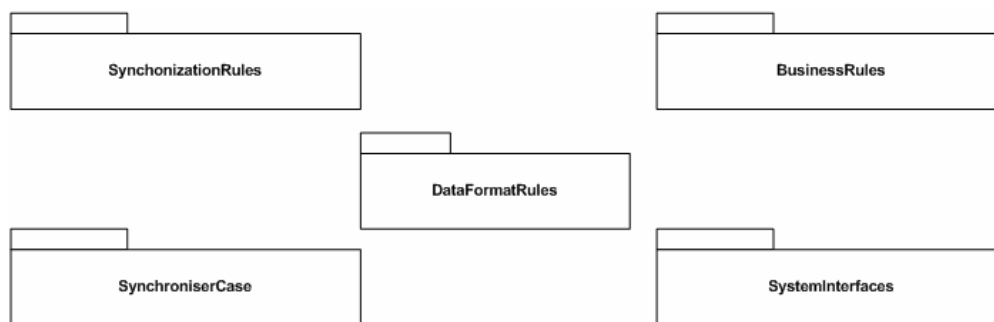 SynchonizationRules
BusinessRules
DataFormatRules
SynchroniserCase
SystemInterfaces